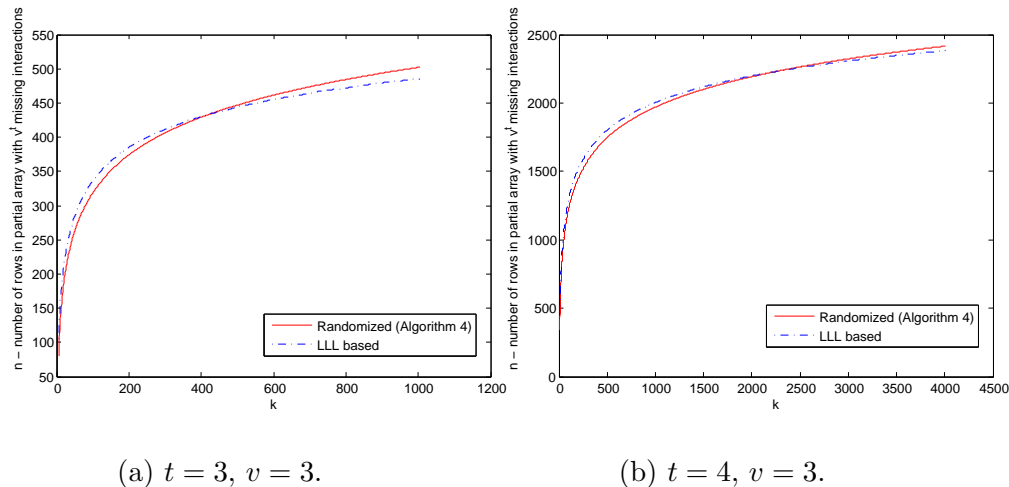 n − number of rows in partial array with vᵗ missing interactions
550
500
450
400
350
300
250
200
150
100
50
0 200 400 600 800 1000 1200
k
Randomized (Algorithm 4)
LLL based
(a) t = 3, v = 3.
n − number of rows in partial array with vᵗ missing interactions
2500
2000
1500
1000
500
0
0 500 1000 1500 2000 2500 3000 3500 4000 4500
k
Randomized (Algorithm 4)
LLL based
(b) t = 4, v = 3.